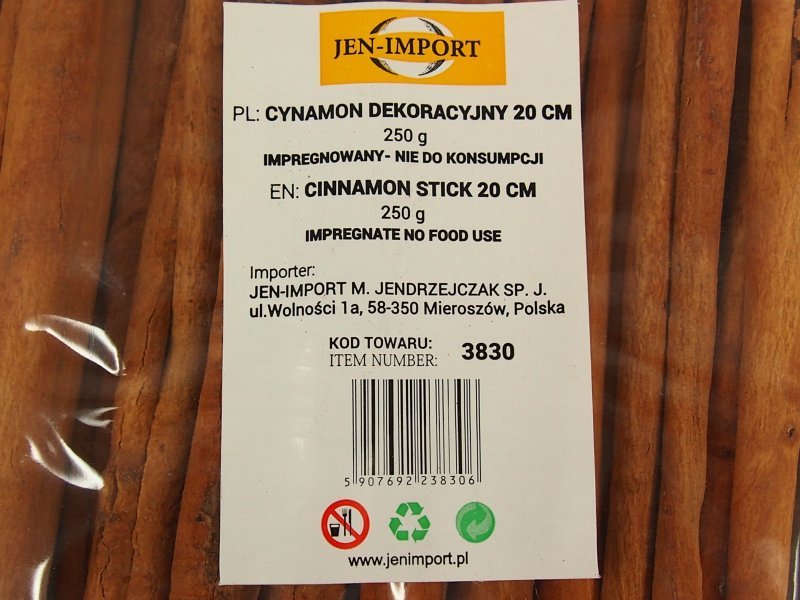 JEN-IMPORT
PL: CYNAMON DEKORACYJNY 20 CM
250 g
IMPREGNOWANY- NIE DO KONSUMPCJI
EN: CINNAMON STICK 20 CM
250 g
IMPREGNATE NO FOOD USE
Importer:
JEN-IMPORT M. JENDRZEJCZAK SP. J.
ul.Wolności 1a, 58-350 Mieroszów, Polska
KOD TOWARU:
ITEM NUMBER: 3830
5 907692 238306
www.jenimport.pl